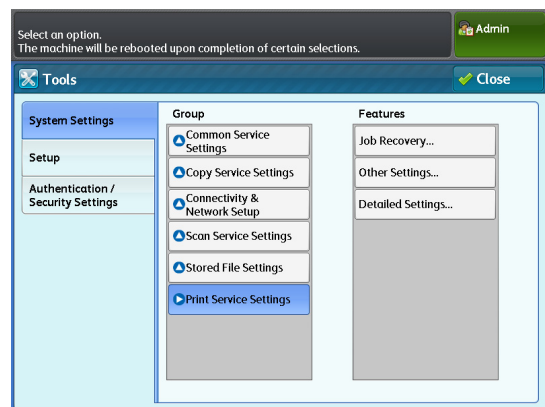 Select an option.
The machine will be rebooted upon completion of certain selections.
Admin
Tools
Close
System Settings
Setup
Authentication /
Security Settings
Group
Common Service
Settings
Copy Service Settings
Connectivity &
Network Setup
Scan Service Settings
Stored File Settings
Print Service Settings
Features
Job Recovery...
Other Settings...
Detailed Settings...